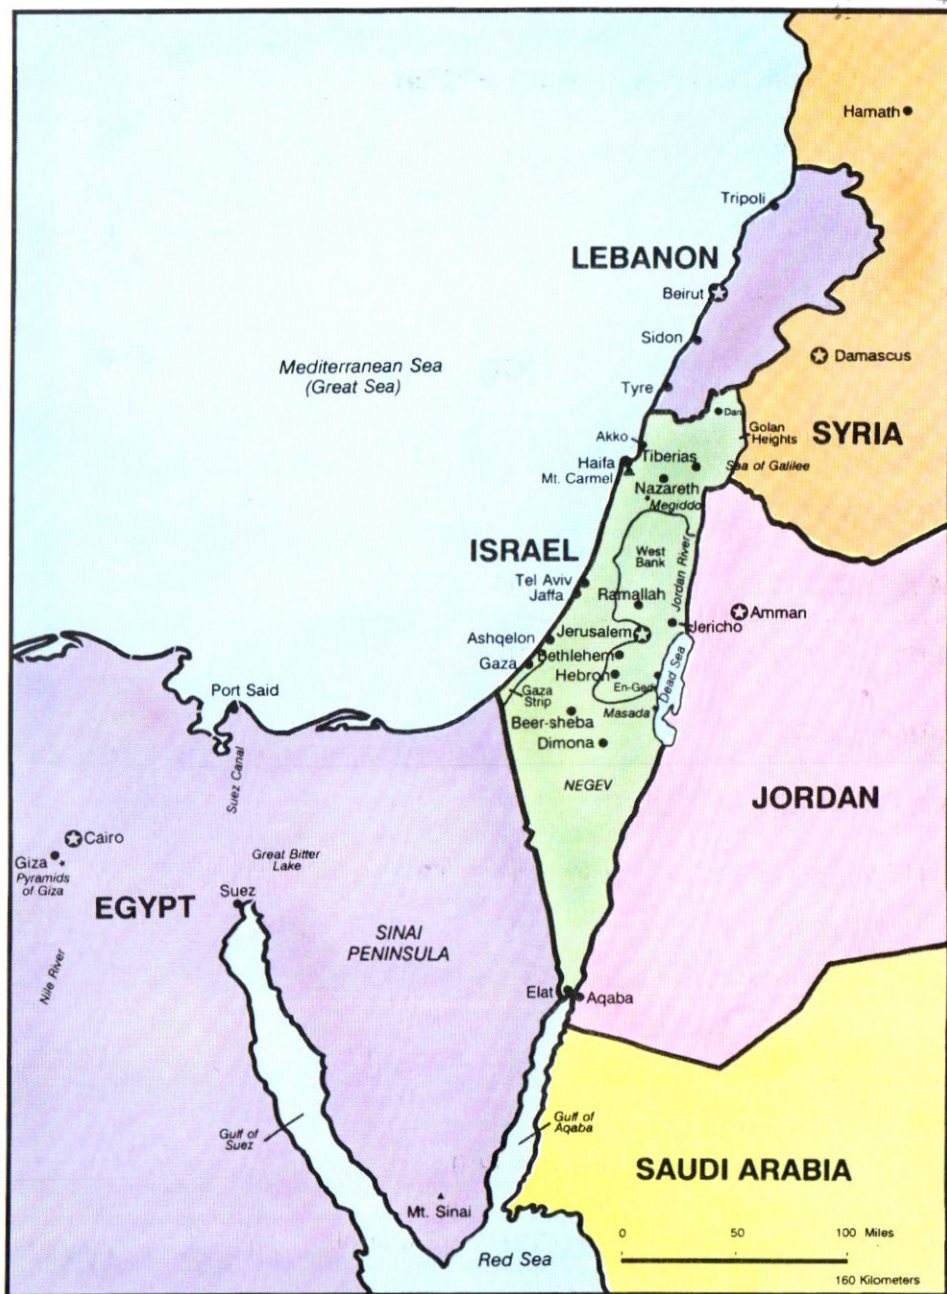 Hamath
Tripoli
LEBANON
Beirut
Sidon
Damascus
Mediterranean Sea
(Great Sea)
Tyre
Dan
Golan
Heights
SYRIA
Akko
Haifa
Tiberias
Sea of Galilee
Mt. Carmel
Nazareth
Megiddo
ISRAEL
West
Bank
Jordan River
Tel Aviv
Jaffa
Ramallah
Amman
Jericho
Ashqelon
Jerusalem
Gaza
Bethlehem
Hebron
Dead Sea
Gaza
Strip
En-Gedi
Masada
Port Said
Beer-sheba
Dimona
Suez Canal
NEGEV
JORDAN
Cairo
Giza
Pyramids
of Giza
Great Bitter
Lake
EGYPT
Suez
SINAI
PENINSULA
Nile River
Elat
Aqaba
Gulf of
Suez
Gulf of
Aqaba
SAUDI ARABIA
Mt. Sinai
Red Sea
0 50 100 Miles
160 Kilometers